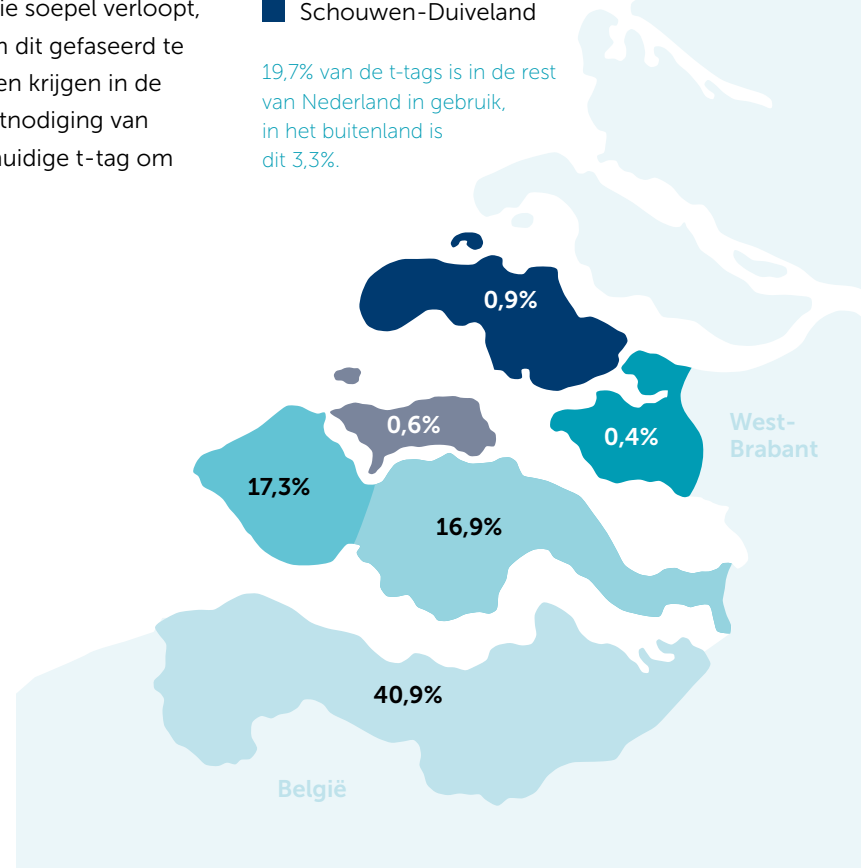 ie soepel verloopt,
dit gefaseerd te
en krijgen in de
tnodiging van
uidige t-tag om
Schouwen-Duiveland
19,7% van de t-tags is in de rest
van Nederland in gebruik,
in het buitenland is
dit 3,3%.
0,9%
0,6%
0,4%
West-
Brabant
17,3%
16,9%
40,9%
België